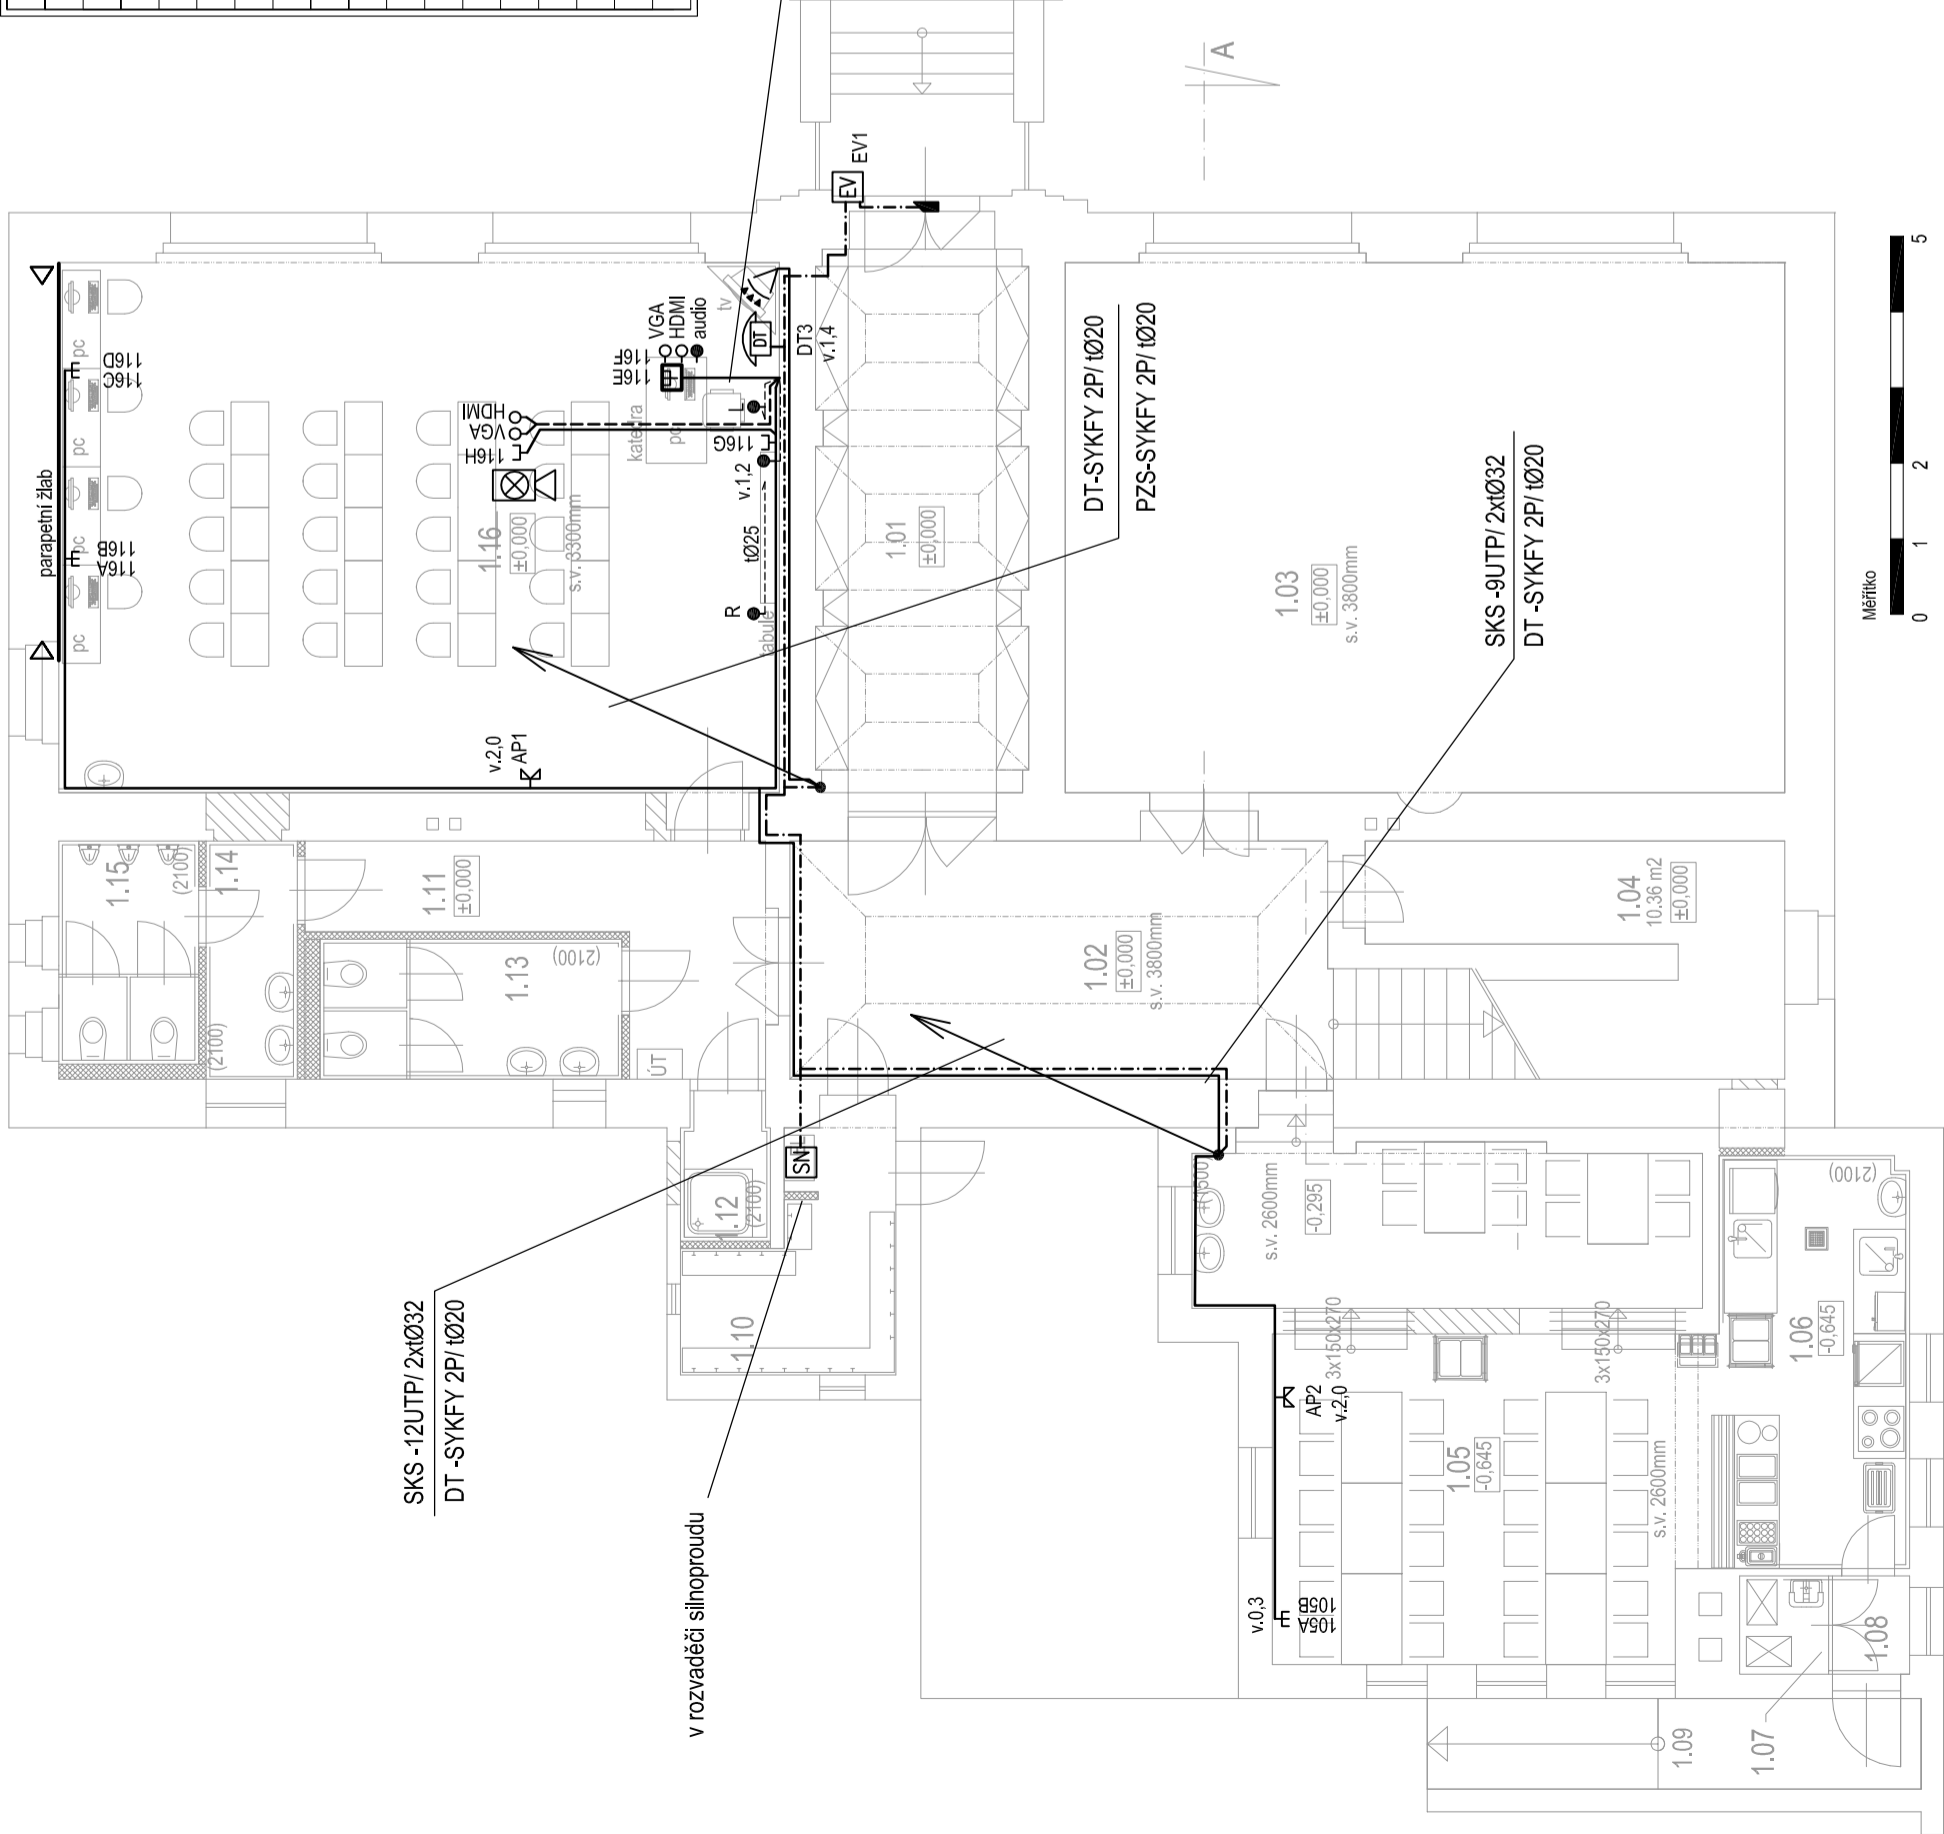 parapetní žlab
pc
pc
pc
pc
116A
116B
116C
116D
tv
VGA
HDMI
audio
116E
116F
katedra
pc
HDMI
VGA
116H
116G
L
v.1,2
tØ25
R
tabule
DT
DT3
v.1,4
EV
EV1
1.16
±0,000
s.v. 3300mm
v.2,0
AP1
1.01
±0,000
DT-SYKFY 2P/ tØ20
PZS-SYKFY 2P/ tØ20
A
1.03
±0,000
s.v. 3800mm
SKS -9UTP/ 2xtØ32
DT -SYKFY 2P/ tØ20
Měřítko
0
1
2
5
1.15
(2100)
1.14
(2100)
1.11
±0,000
1.13
(2100)
ÚT
1.02
±0,000
s.v. 3800mm
1.04
10.36 m2
±0,000
SN
1.12
(2100)
1.10
SKS -12UTP/ 2xtØ32
DT -SYKFY 2P/ tØ20
v rozvaděči silnoproudu
s.v. 2600mm
-0,295
3x150x270
3x150x270
AP2
v.2,0
1.05
-0,645
s.v. 2600mm
v.0,3
105A
105B
(2100)
1.06
-0,645
1.08
1.07
1.09